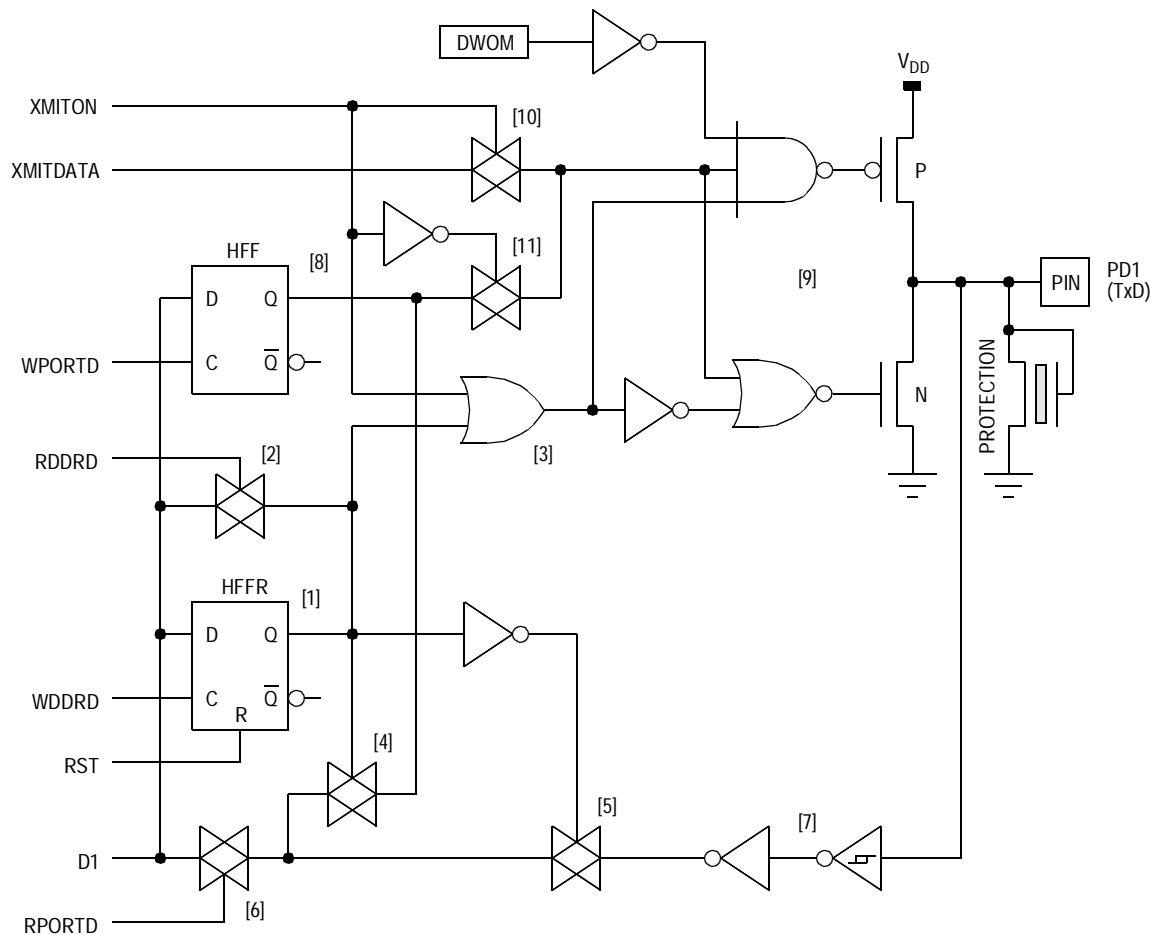 DWOM
VDD
XMITON
[10]
XMITDATA
P
[11]
HFF
[8]
D Q
PIN
PD1
(TxD)
[9]
WPORTD
C Q
PROTECTION
N
RDDRD
[2]
[3]
HFFR
[1]
D Q
WDDRD
C Q
R
RST
[4]
[5]
[7]
D1
RPORTD
[6]